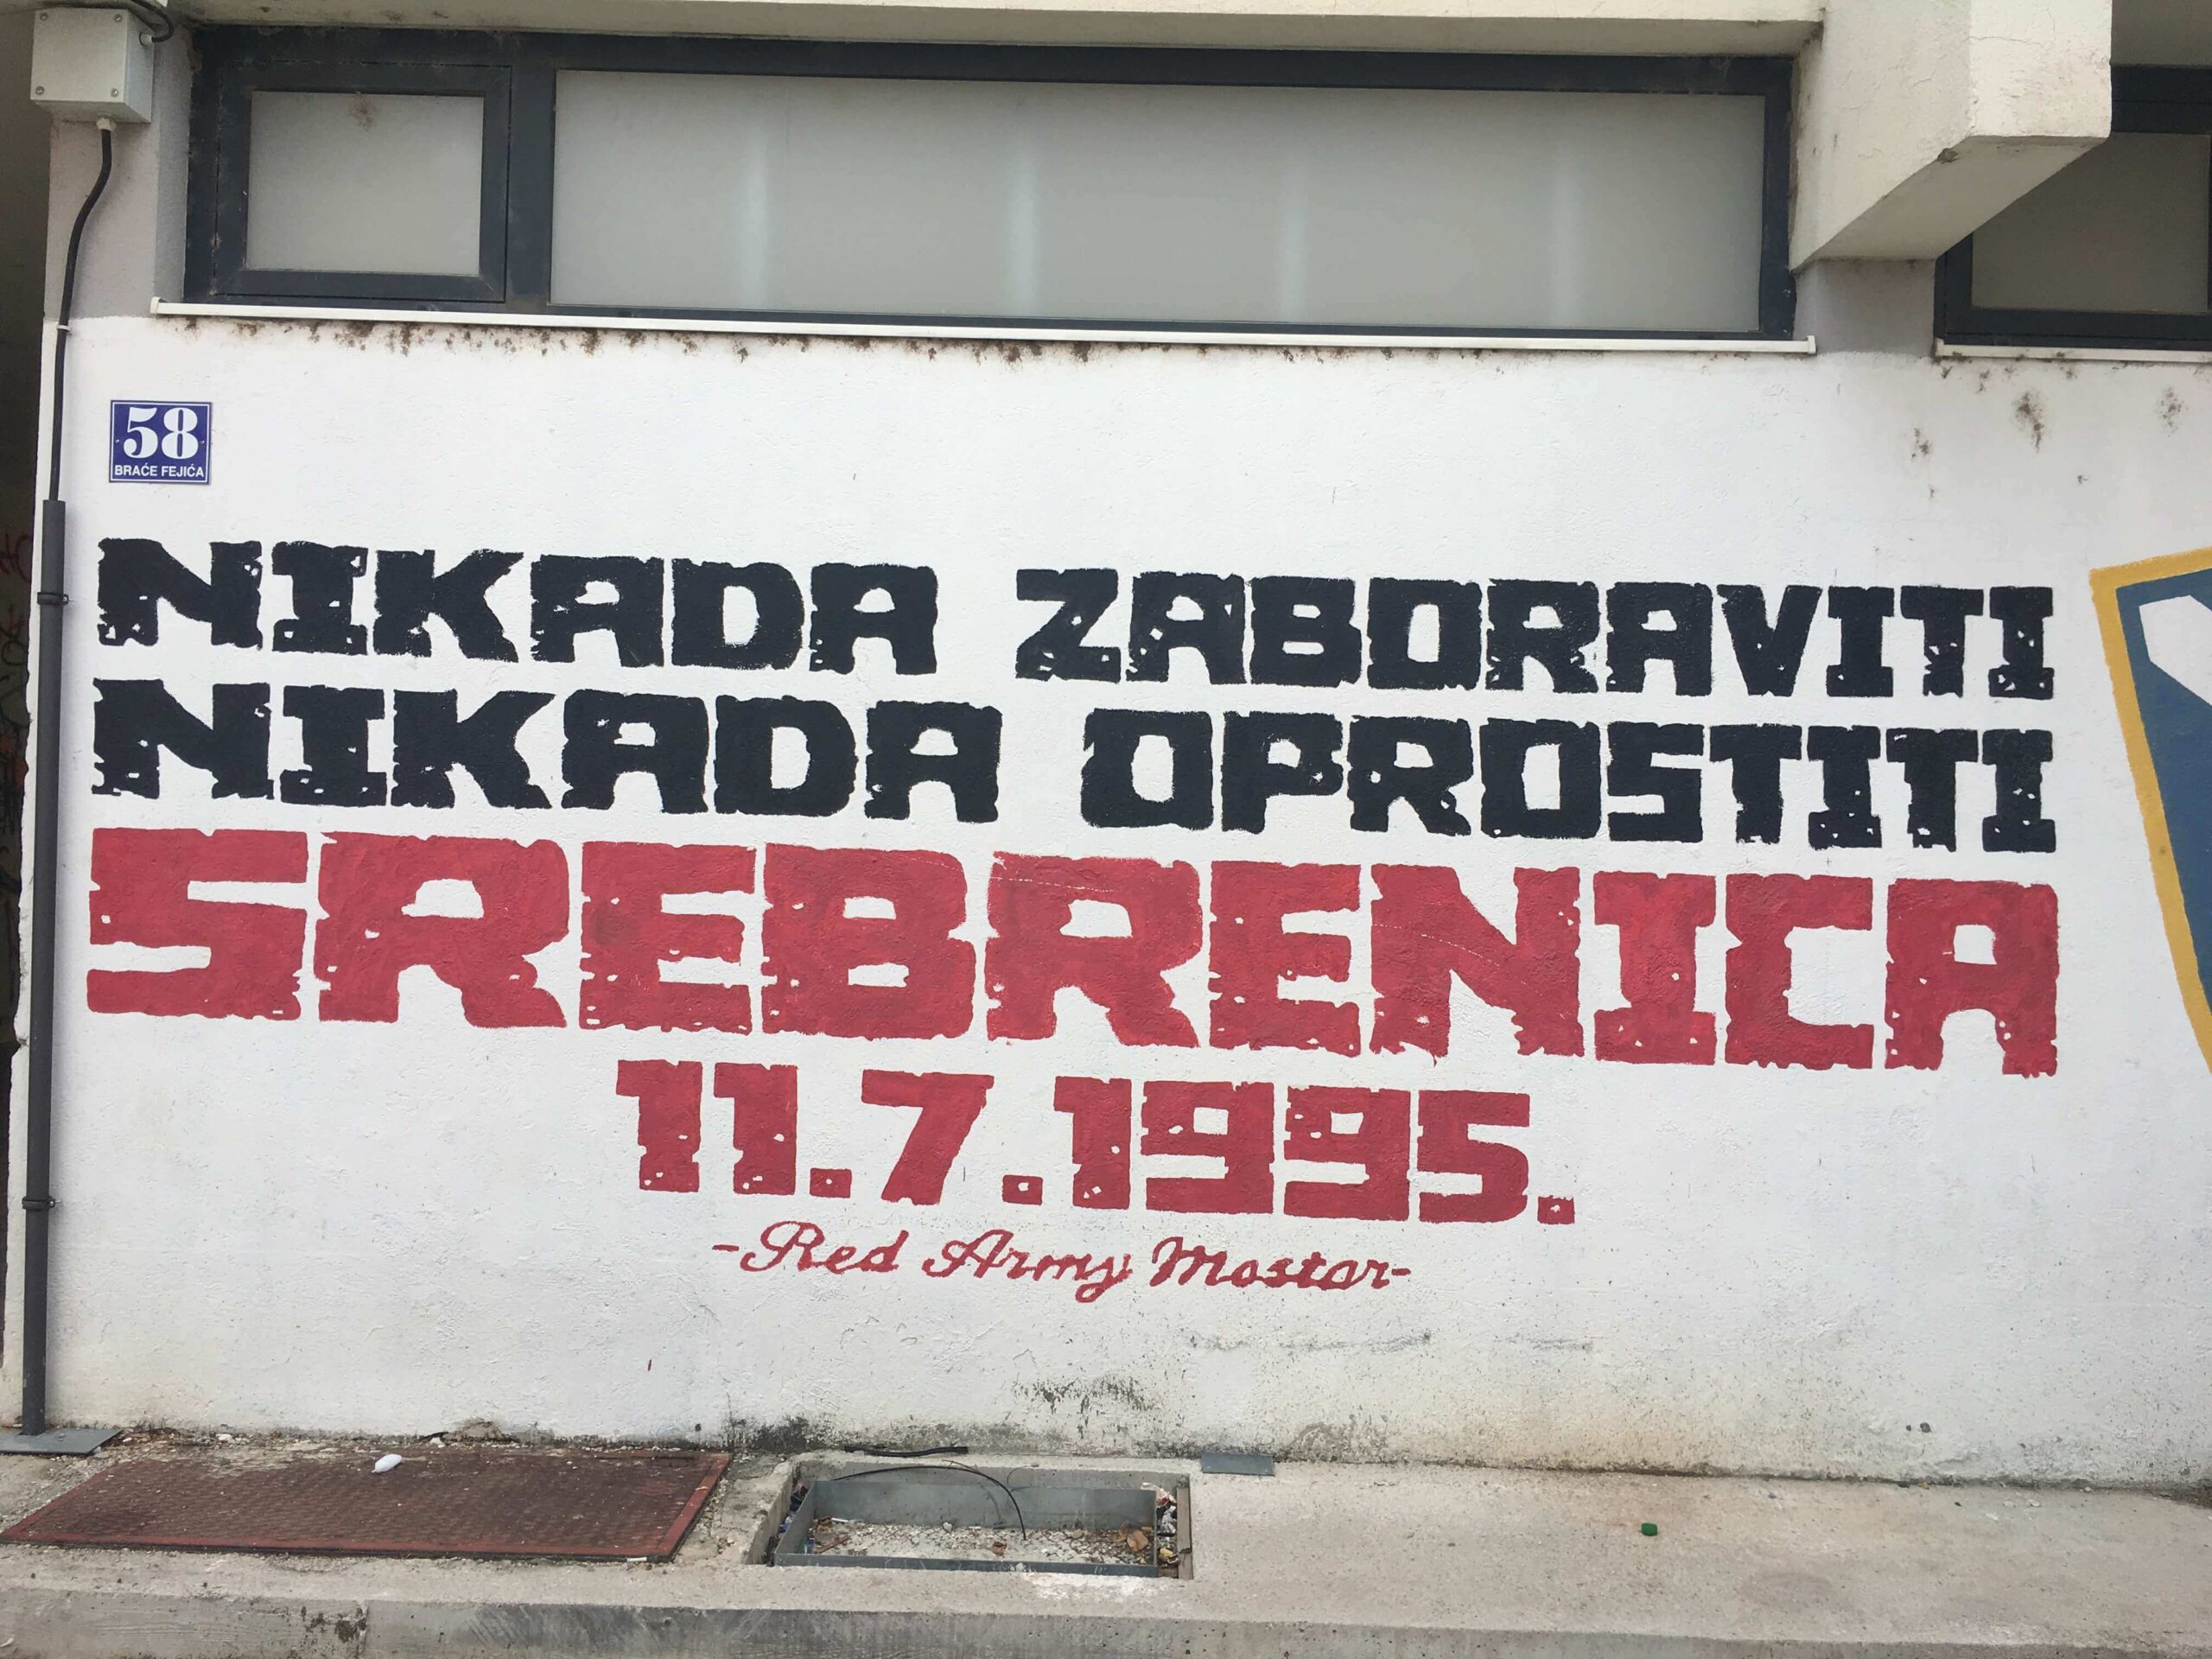 58
BRAĆE FEJIĆA
NIKADA ZABORAVITI
NIKADA OPROSTITI
SREBRENICA
11.7.1995.
-Red Army Mostar-